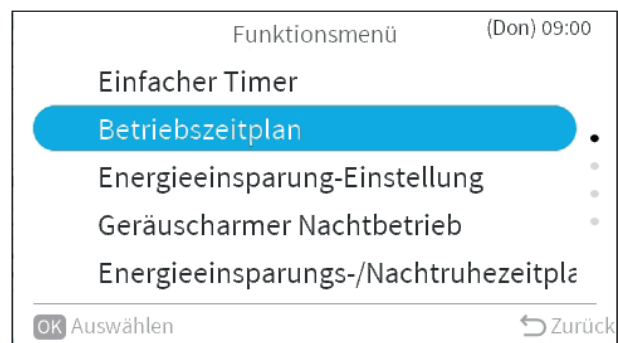 Funktionsmenü (Don) 09:00
Einfacher Timer
Betriebszeitplan
Energieeinsparung-Einstellung
Geräuscharmer Nachtbetrieb
Energieeinsparungs-/Nachtruhezeitpla
OK Auswählen Zurück